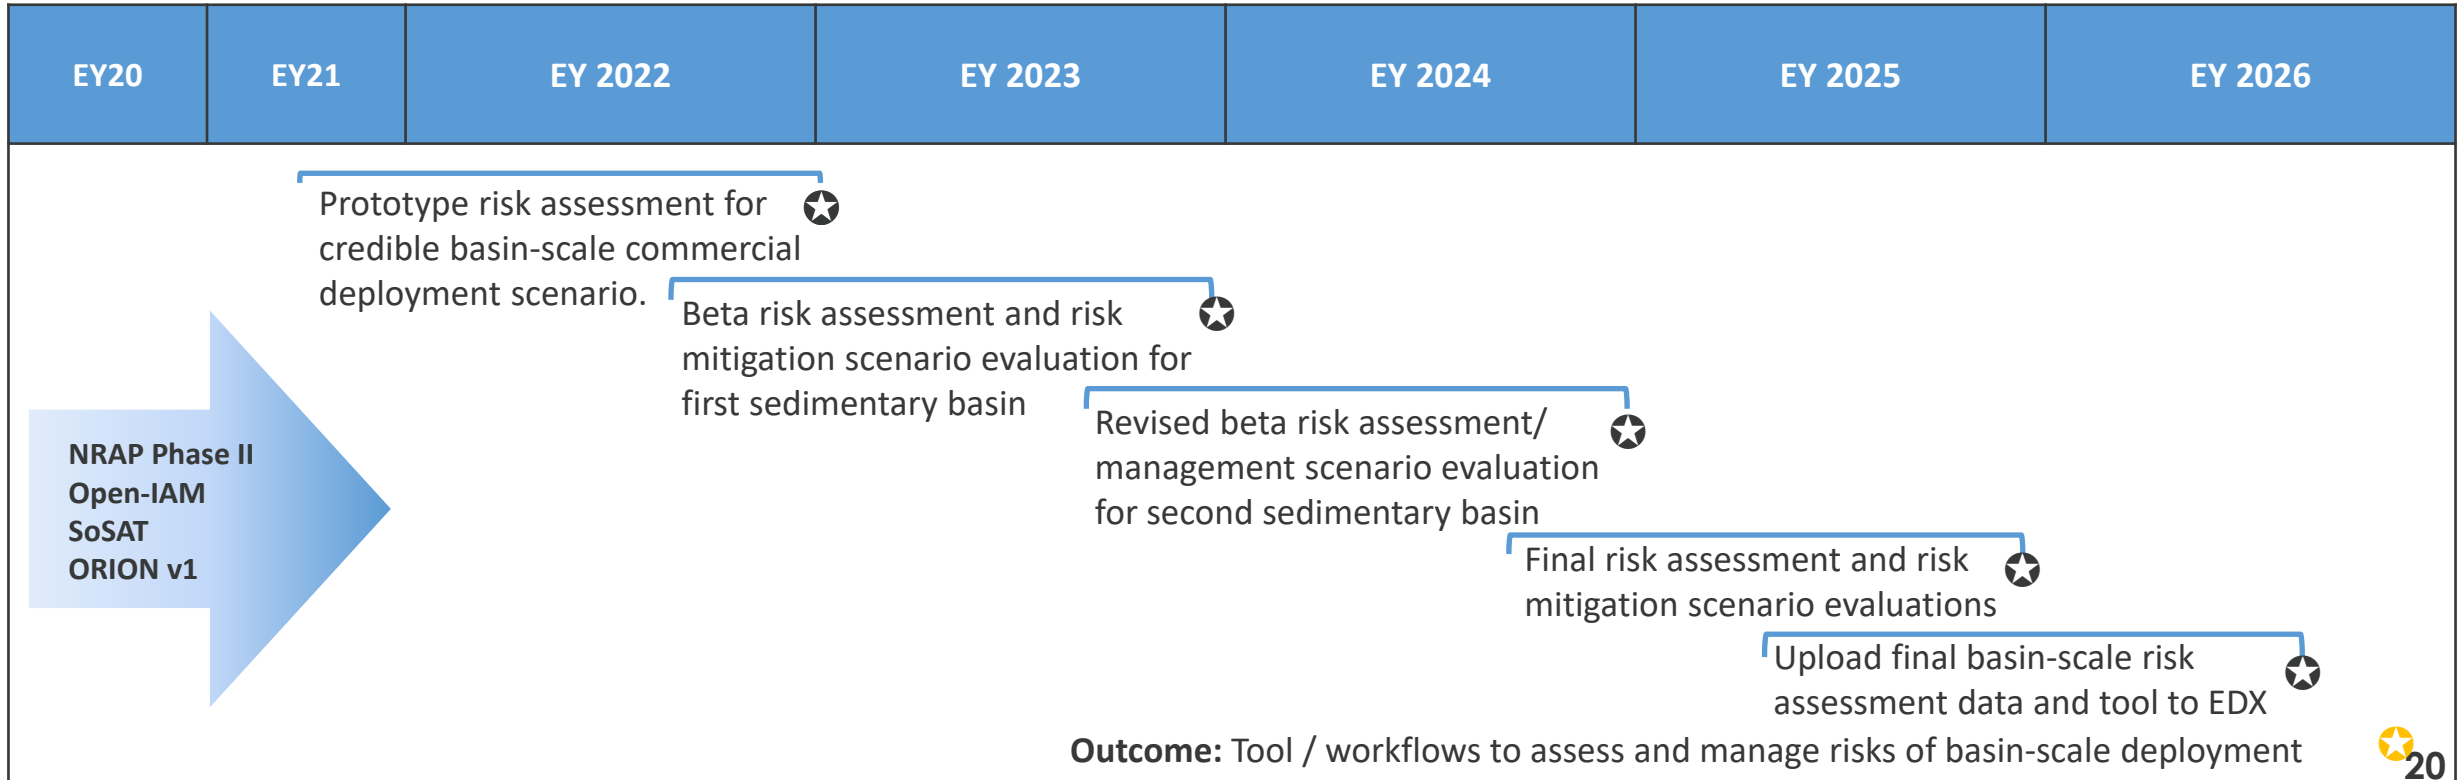 EY20
EY21
EY 2022
EY 2023
EY 2024
EY 2025
EY 2026
Prototype risk assessment for
credible basin-scale commercial
deployment scenario.
Beta risk assessment and risk
mitigation scenario evaluation for
first sedimentary basin
Revised beta risk assessment/
management scenario evaluation
for second sedimentary basin
NRAP Phase II
Open-IAM
SoSAT
ORION v1
Final risk assessment and risk
mitigation scenario evaluations
Upload final basin-scale risk
assessment data and tool to EDX
Outcome: Tool / workflows to assess and manage risks of basin-scale deployment
20